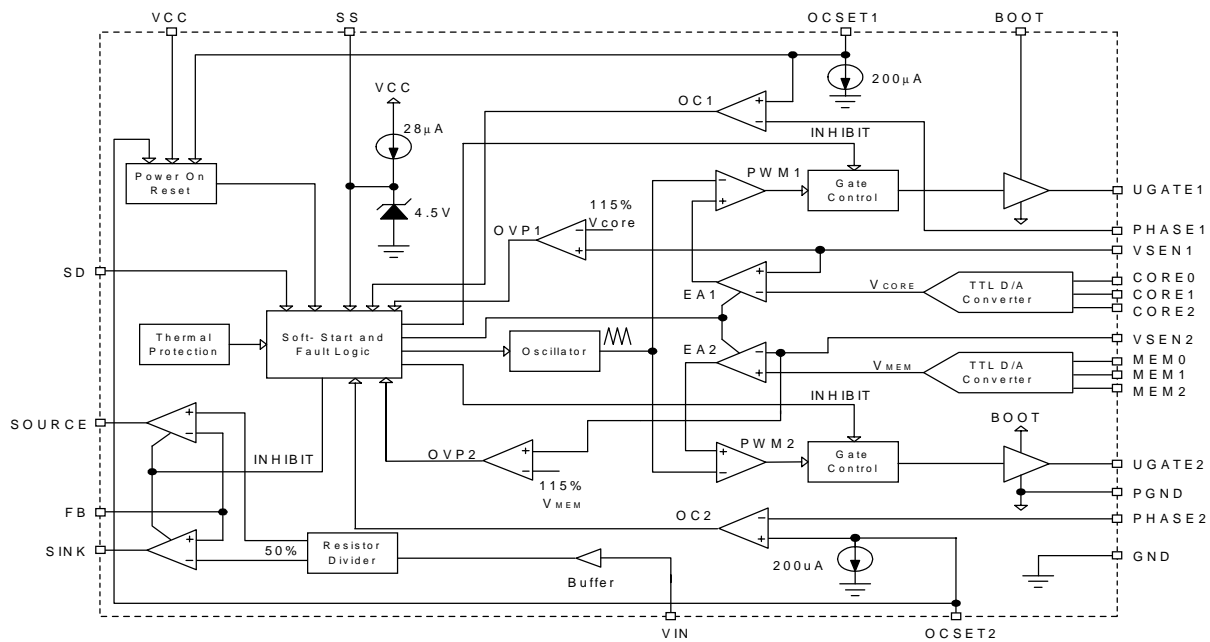 VCC
SS
OCSET1
BOOT
VCC
200µA
28µA
OC1
+
−
INHIBIT
Power On
Reset
PWM1
−
+
Gate
Control
UGATE1
4.5V
115%
Vcore
OVP1
−
+
PHASE1
VSEN1
SD
EA1
+
−
VCORE
TTL D/A
Converter
CORE0
CORE1
CORE2
Thermal
Protection
Soft- Start and
Fault Logic
Oscillator
EA2
−
+
VSEN2
VMEM
TTL D/A
Converter
MEM0
MEM1
MEM2
INHIBIT
BOOT
SOURCE
+
−
INHIBIT
OVP2
+
−
115%
VMEM
PWM2
+
−
Gate
Control
UGATE2
PGND
FB
OC2
−
+
PHASE2
SINK
+
−
50%
Resistor
Divider
Buffer
200uA
GND
VIN
OCSET2